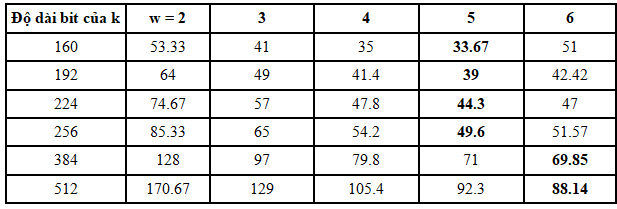 Độ dài bit của k w = 2 3 4 5 6
160 53.33 41 35 33.67 51
192 64 49 41.4 39 42.42
224 74.67 57 47.8 44.3 47
256 85.33 65 54.2 49.6 51.57
384 128 97 79.8 71 69.85
512 170.67 129 105.4 92.3 88.14